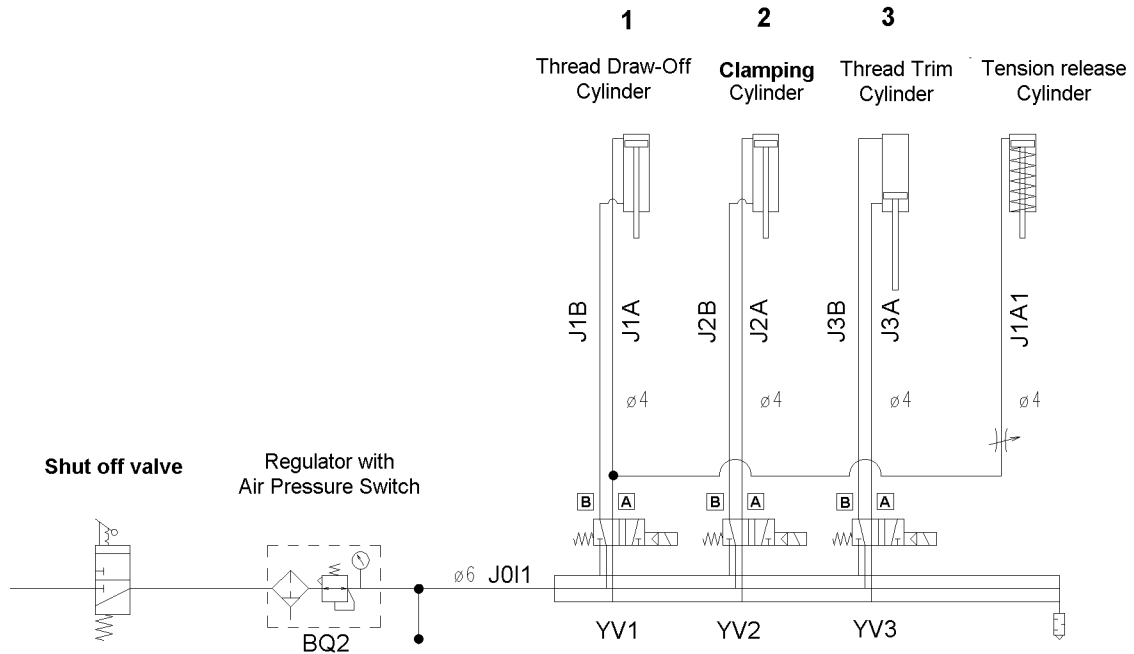 1
2
3
Thread Draw-Off
Cylinder
Clamping
Cylinder
Thread Trim
Cylinder
Tension release
Cylinder
J1B
J1A
J2B
J2A
J3B
J3A
J1A1
ø4
ø4
ø4
ø4
Shut off valve
Regulator with
Air Pressure Switch
B
A
B
A
B
A
ø6 J0I1
BQ2
YV1
YV2
YV3